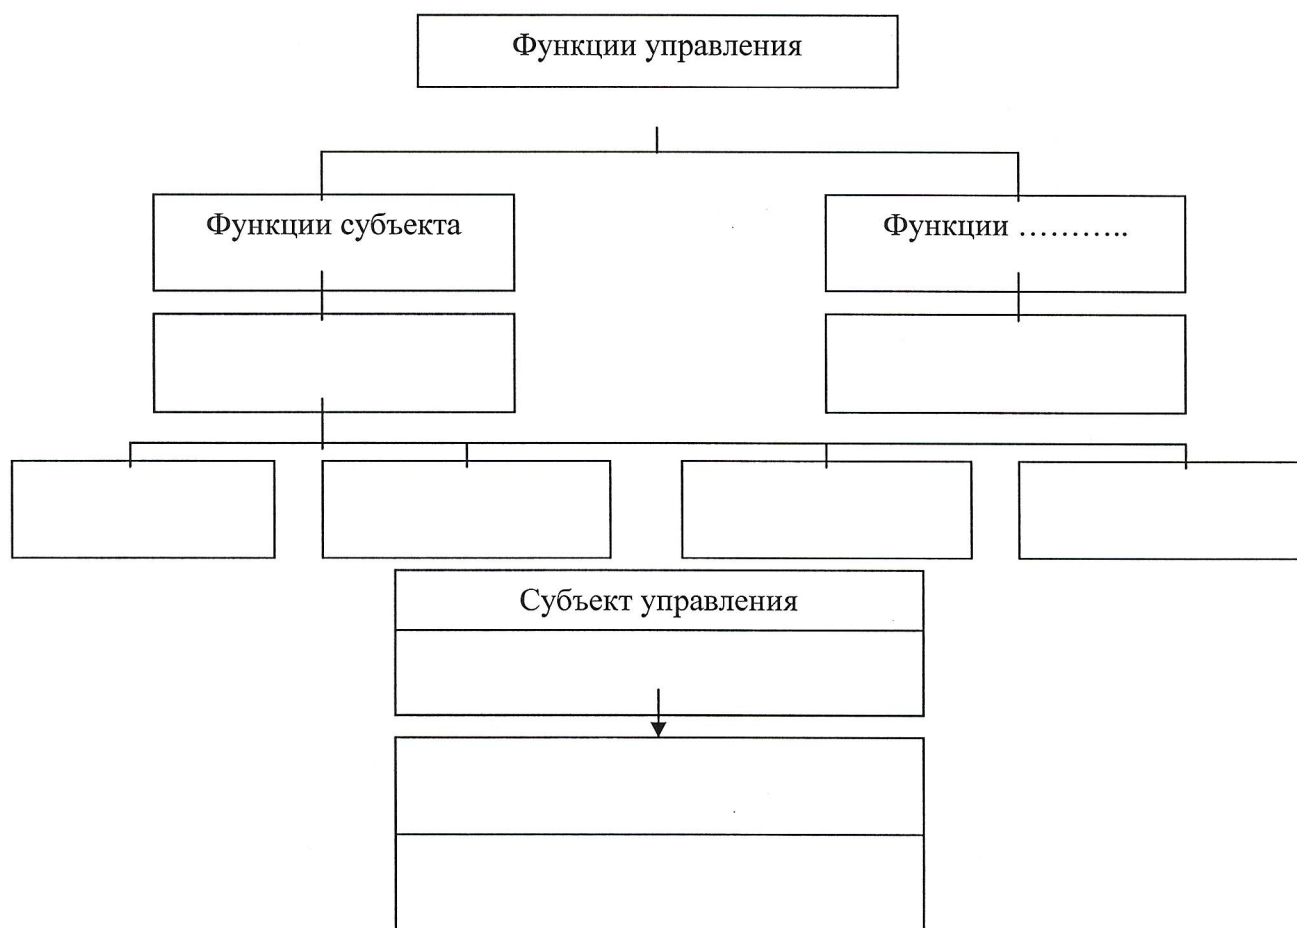 Функции управления
Функции субъекта
Функции ………..
Субъект управления